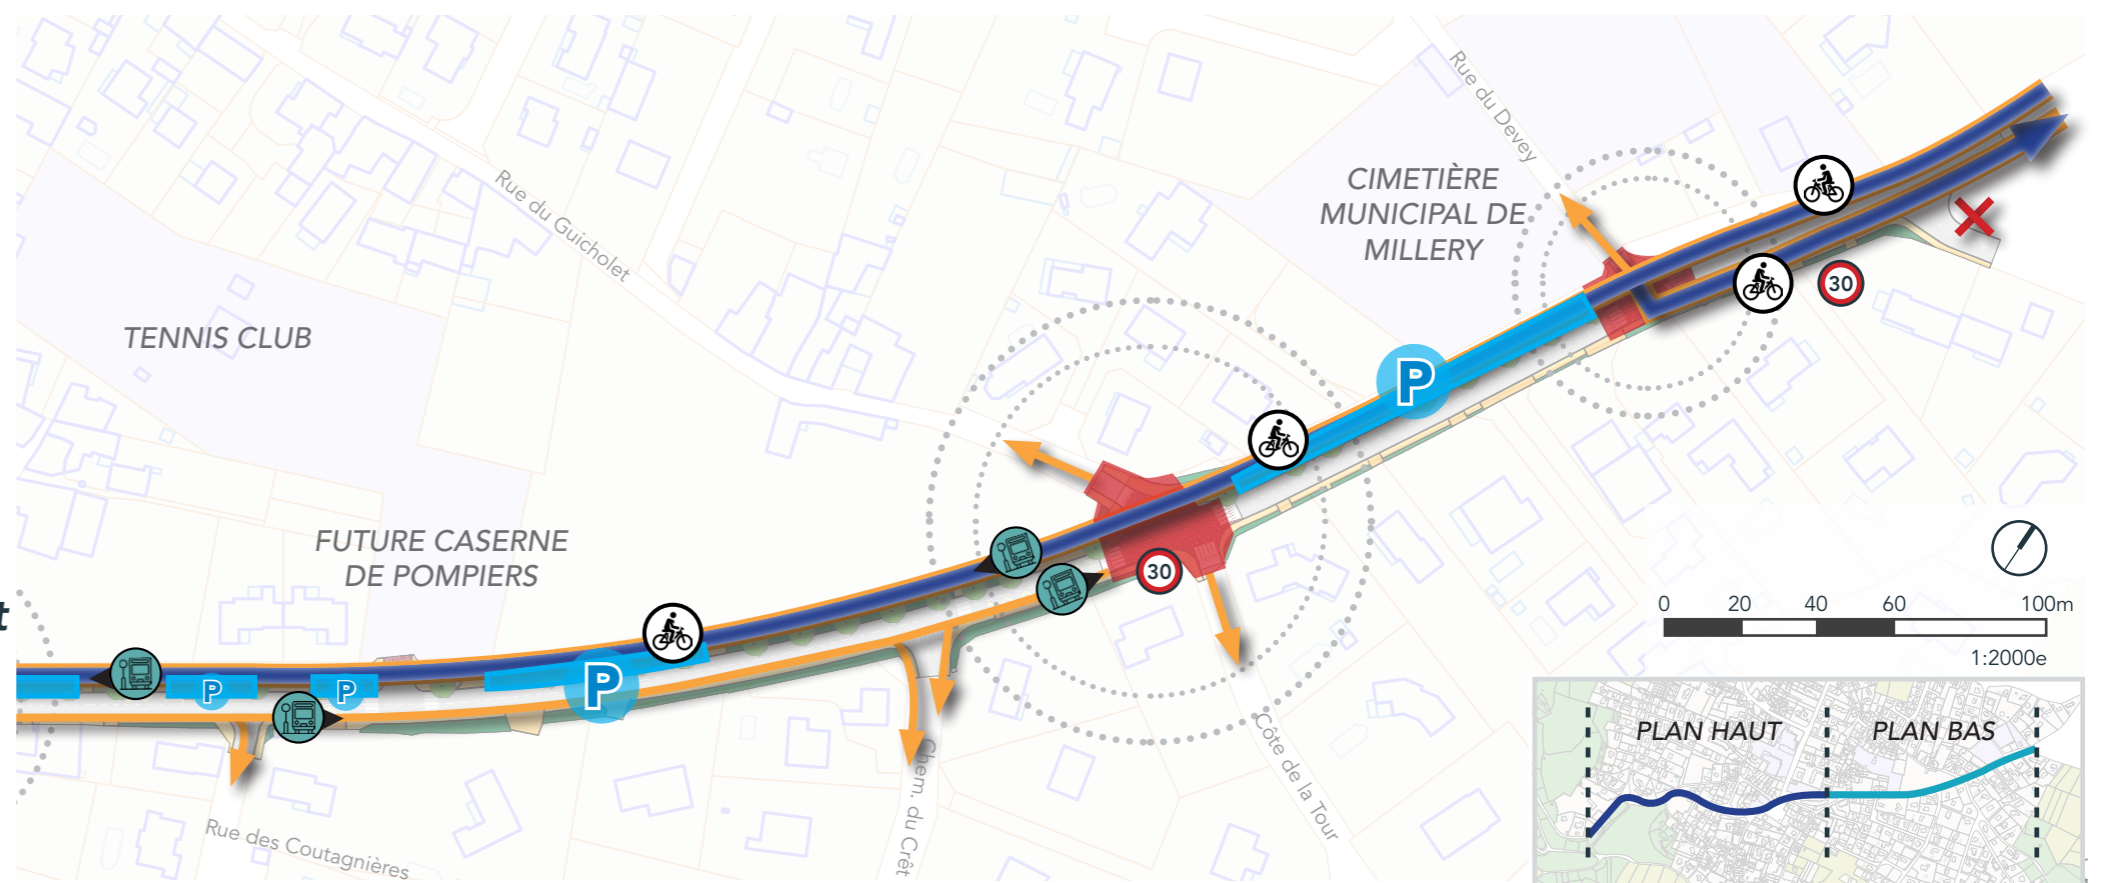 Rue du Devey
CIMETIÈRE
MUNICIPAL DE
MILLERY
Rue du Guicholet
30
TENNIS CLUB
P
FUTURE CASERNE
DE POMPIERS
30
t
P
P
P
0 20 40 60 100m
1:2000e
Rue des Coutagnières
Chem. du Crêt
Côte de la Tour
PLAN HAUT
PLAN BAS